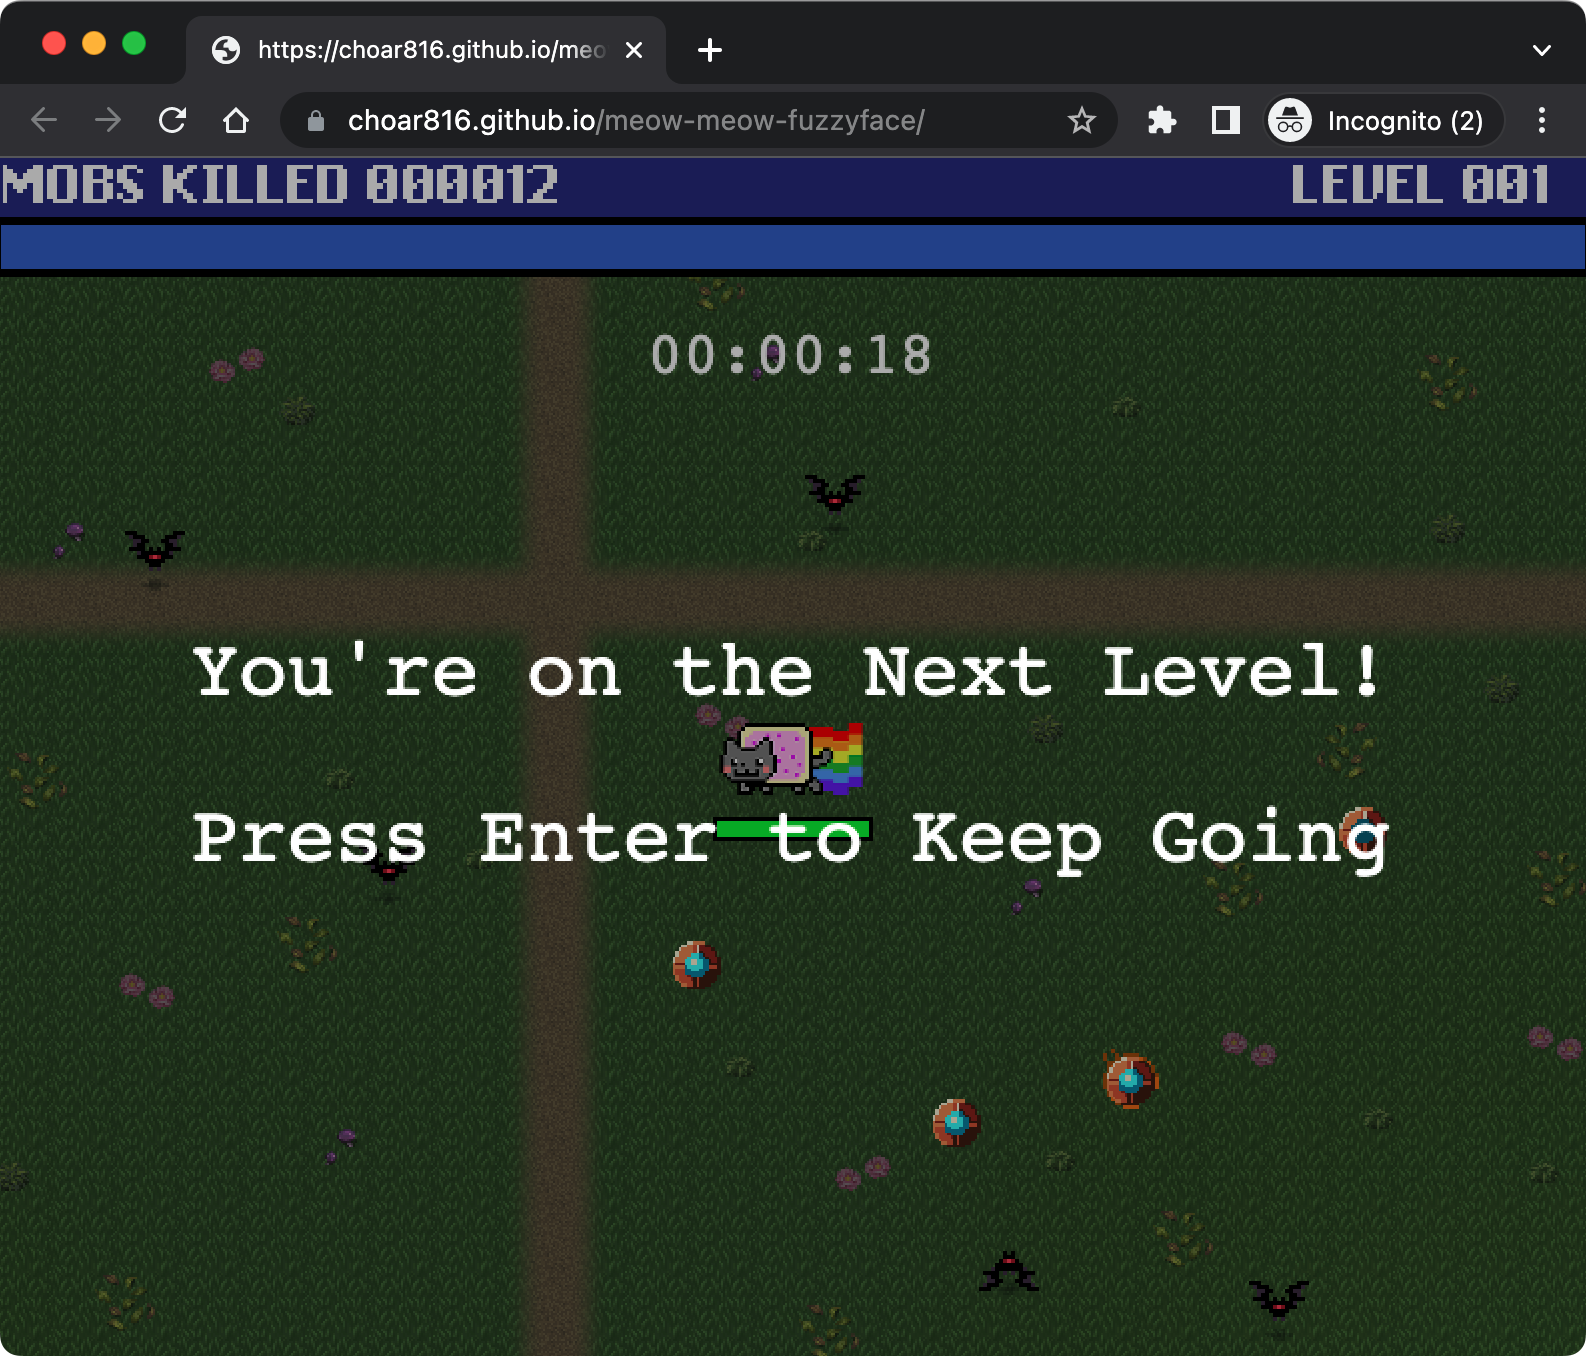 https://choar816.github.io/meo
choar816.github.io/meow-meow-fuzzyface/
Incognito (2)
MOBS KILLED 000012
LEVEL 001
00:00:18
You're on the Next Level!
Press Enter to Keep Going